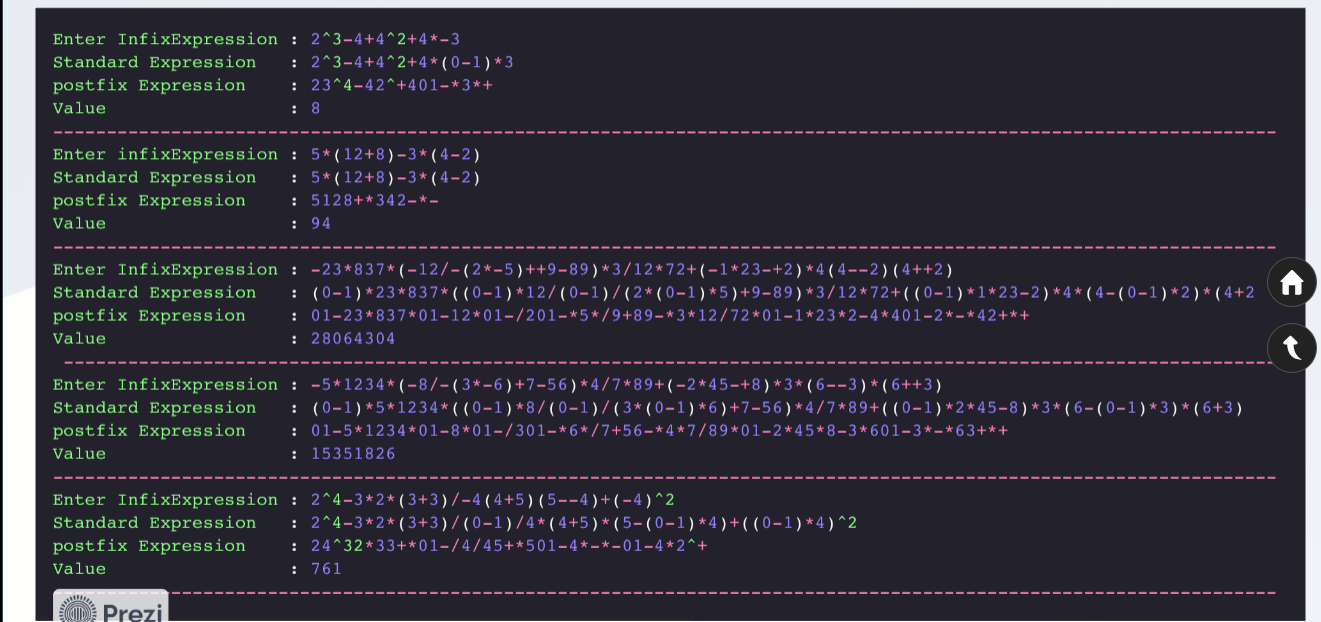 Enter InfixExpression : 2^3-4+4^2+4*-3
Standard Expression : 2^3-4+4^2+4*(0-1)*3
postfix Expression : 23^4-42^+401-*3*+
Value : 8
Enter infixExpression : 5*(12+8)-3*(4-2)
Standard Expression : 5*(12+8)-3*(4-2)
postfix Expression : 5128+*342-*-
Value : 94
Enter InfixExpression : -23*837*(-12/-(2*-5)++9-89)*3/12*72+(-1*23-+2)*4(4--2)(4++2)
Standard Expression : (0-1)*23*837*((0-1)*12/(0-1)/(2*(0-1)*5)+9-89)*3/12*72+((0-1)*1*23-2)*4*(4-(0-1)*2)*(4+2
postfix Expression : 01-23*837*01-12*01-/201-*5*/9+89-*3*12/72*01-1*23*2-4*401-2*-*42+*+
Value : 28064304
Enter InfixExpression : -5*1234*(-8/-(3*-6)+7-56)*4/7*89+(-2*45-+8)*3*(6--3)*(6++3)
Standard Expression : (0-1)*5*1234*((0-1)*8/(0-1)/(3*(0-1)*6)+7-56)*4/7*89+((0-1)*2*45-8)*3*(6-(0-1)*3)*(6+3)
postfix Expression : 01-5*1234*01-8*01-/301-*6*/7+56-*4*7/89*01-2*45*8-3*601-3*-*63+*+
Value : 15351826
Enter InfixExpression : 2^4-3*2*(3+3)/-4(4+5)(5--4)+(-4)^2
Standard Expression : 2^4-3*2*(3+3)/(0-1)/4*(4+5)*(5-(0-1)*4)+((0-1)*4)^2
postfix Expression : 24^32*33+*01-/4/45+*501-4*-*-01-4*2^+
Value : 761
Prezi